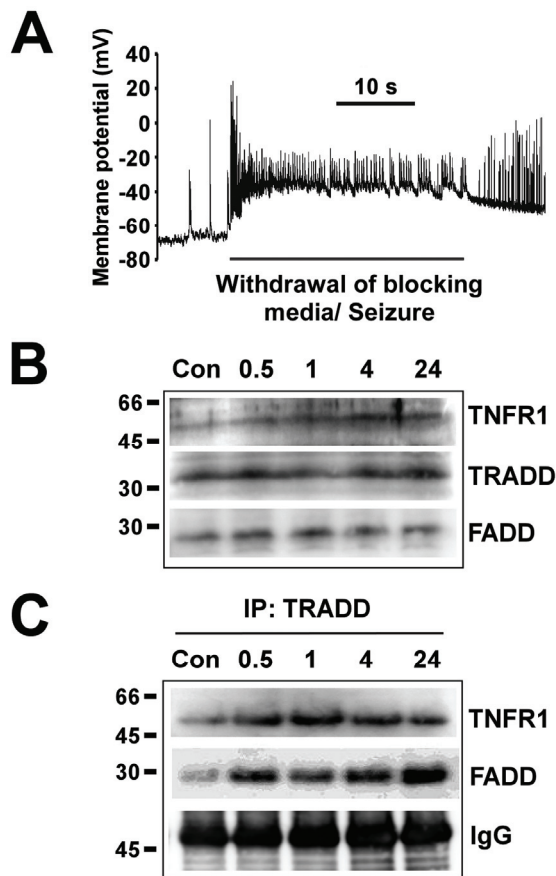 A
Membrane potential (mV)
40
20
0
-20
-40
-60
-80
10 s
Withdrawal of blocking
media/ Seizure
B
Con 0.5 1 4 24
66
45
TNFR1
30
TRADD
30
FADD
C
IP: TRADD
Con 0.5 1 4 24
66
45
TNFR1
30
FADD
45
IgG